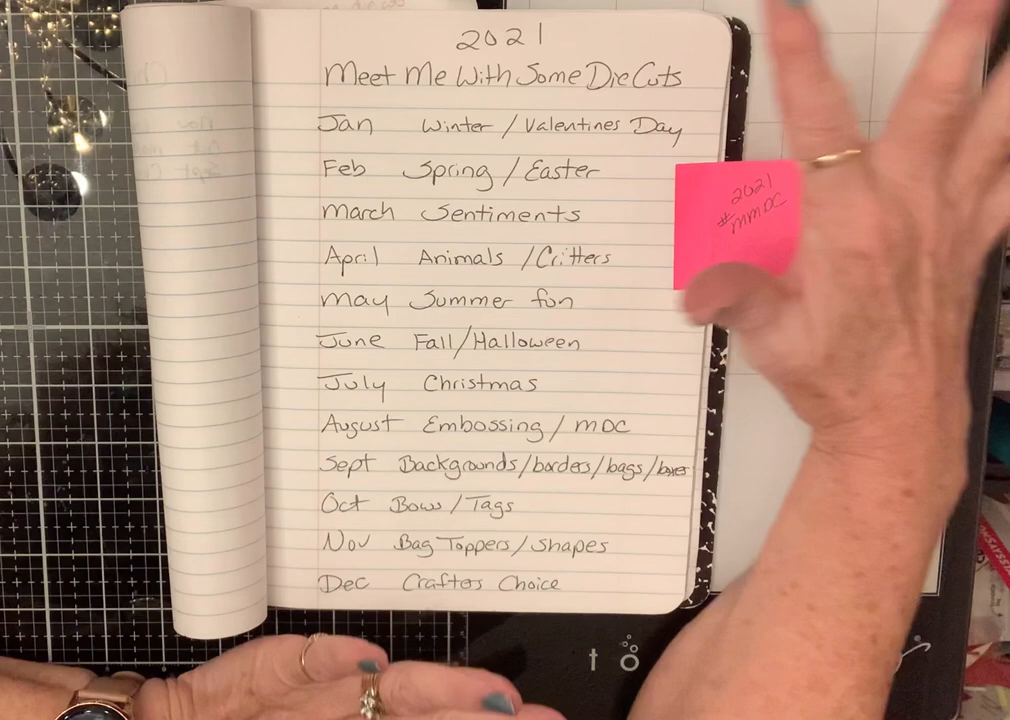 2021
Meet Me With Some Die Cuts
Jan Winter / Valentines Day
Feb Spring / Easter
March Sentiments
April Animals / Critters
May Summer fun
June Fall/Halloween
July Christmas
August Embossing / MDC
Sept Backgrounds/borders/bags/boxes
Oct Bows / Tags
Nov Bag Toppers / Shapes
Dec Crafters Choice
2021
#MMDC